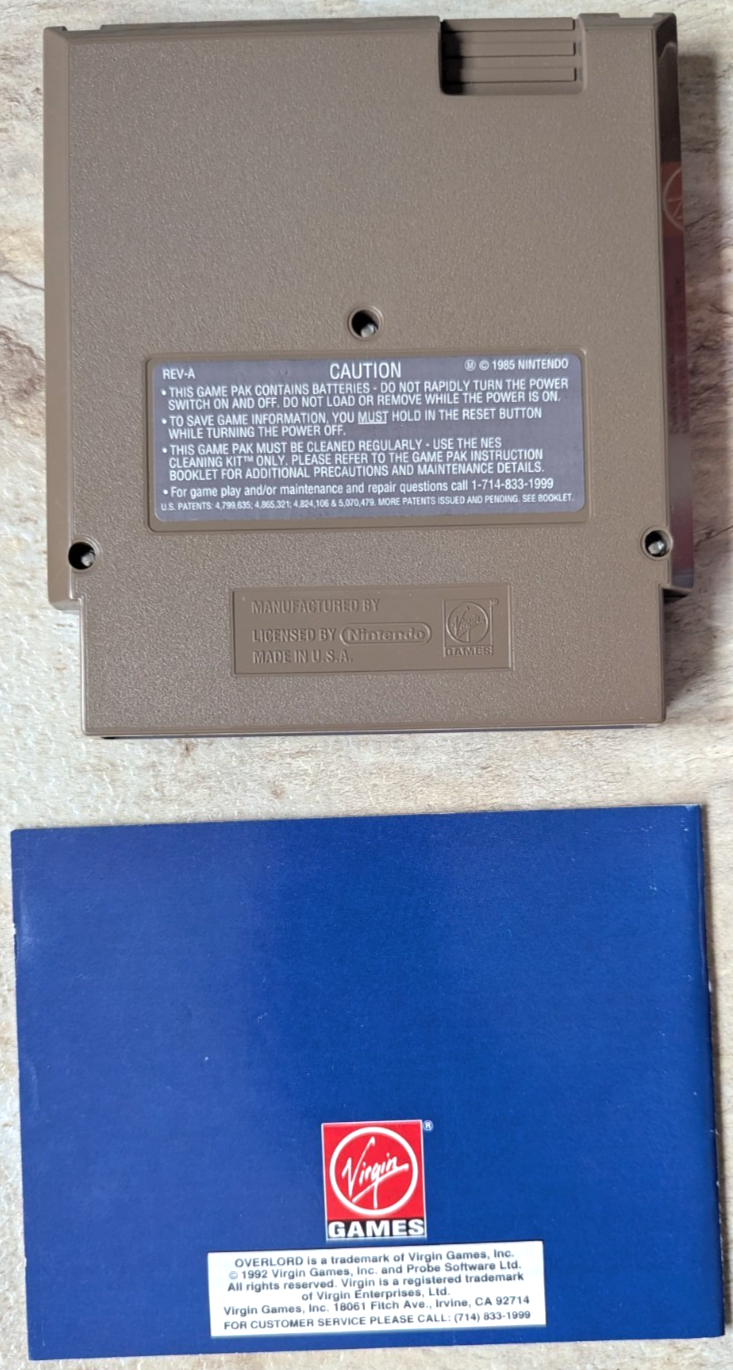 REV-A CAUTION Ⓜ © 1985 NINTENDO
• THIS GAME PAK CONTAINS BATTERIES - DO NOT RAPIDLY TURN THE POWER
SWITCH ON AND OFF. DO NOT LOAD OR REMOVE WHILE THE POWER IS ON.
• TO SAVE GAME INFORMATION, YOU MUST HOLD IN THE RESET BUTTON
WHILE TURNING THE POWER OFF.
• THIS GAME PAK MUST BE CLEANED REGULARLY - USE THE NES
CLEANING KIT™ ONLY. PLEASE REFER TO THE GAME PAK INSTRUCTION
BOOKLET FOR ADDITIONAL PRECAUTIONS AND MAINTENANCE DETAILS.
• For game play and/or maintenance and repair questions call 1-714-833-1999
U.S. PATENTS: 4,799,635; 4,865,321; 4,824,106 & 5,070,479. MORE PATENTS ISSUED AND PENDING. SEE BOOKLET.
MANUFACTURED BY
LICENSED BY Nintendo
MADE IN U.S.A.
Virgin ™
GAMES
Virgin ®
GAMES
OVERLORD is a trademark of Virgin Games, Inc.
© 1992 Virgin Games, Inc. and Probe Software Ltd.
All rights reserved. Virgin is a registered trademark
of Virgin Enterprises, Ltd.
Virgin Games, Inc. 18061 Fitch Ave., Irvine, CA 92714
FOR CUSTOMER SERVICE PLEASE CALL: (714) 833-1999